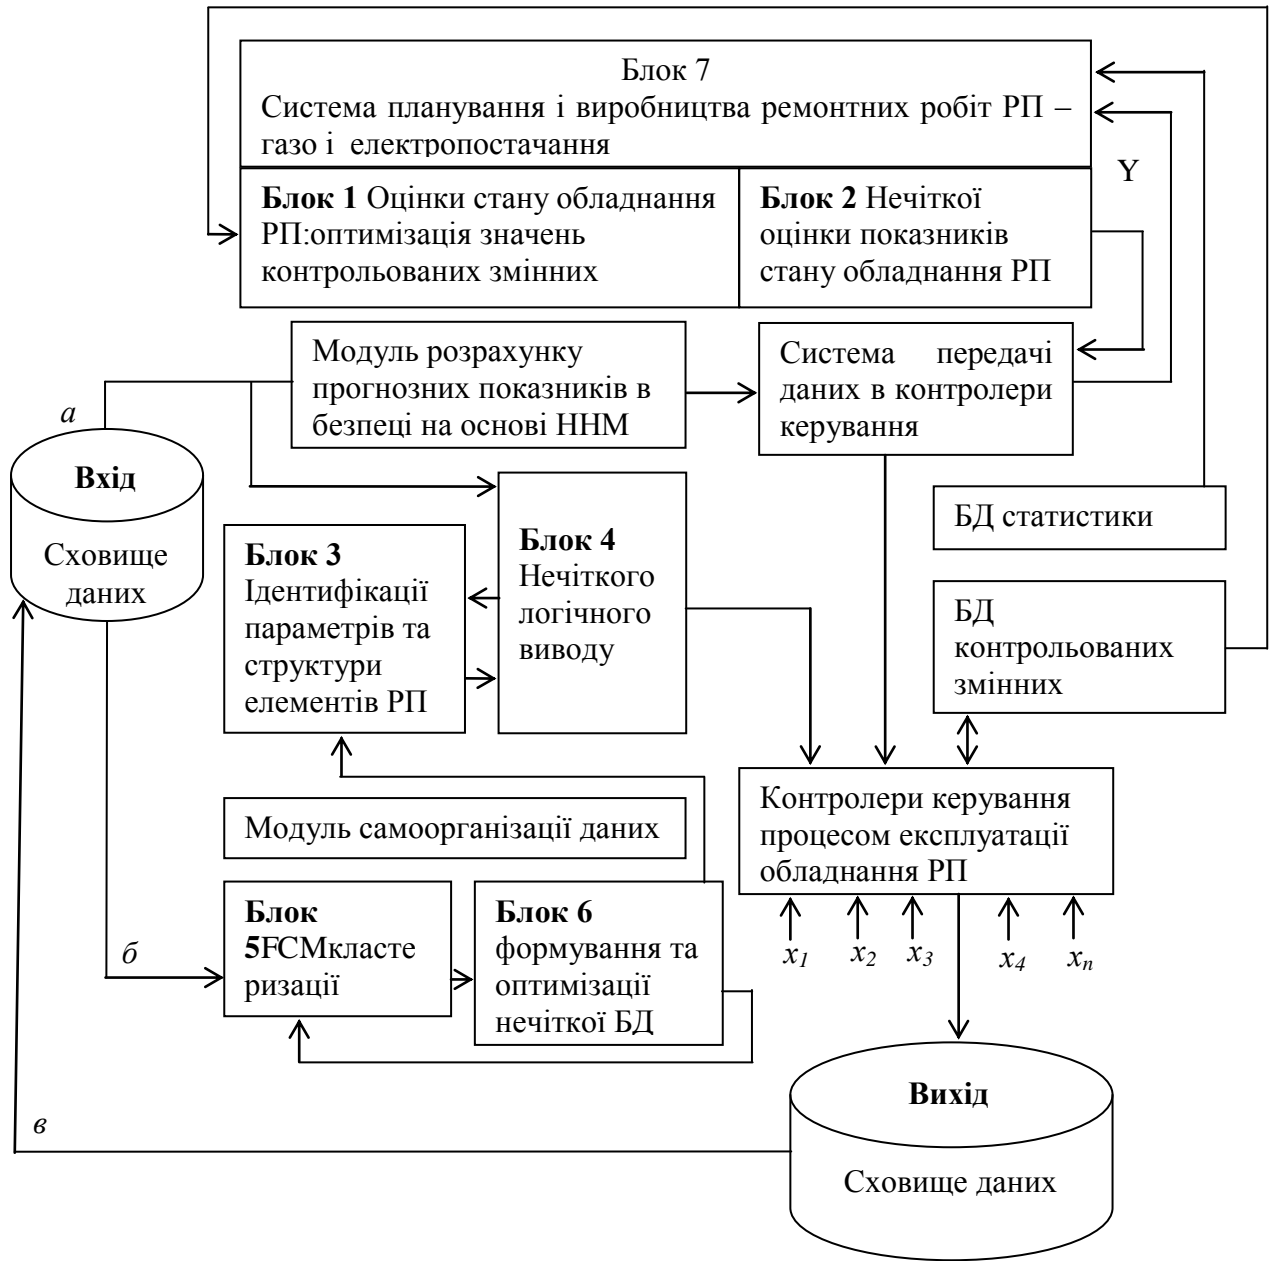 Блок 7
Система планування і виробництва ремонтних робіт РП –
газо і електропостачання
Y
Блок 1 Оцінки стану обладнання
РП:оптимізація значень
контрольованих змінних
Блок 2 Нечіткої
оцінки показників
стану обладнання РП
Модуль розрахунку
прогнозних показників в
безпеці на основі ННМ
Система передачі
даних в контролери
керування
а
Вхід
Сховище
даних
БД статистики
Блок 3
Ідентифікації
параметрів та
структури
елементів РП
Блок 4
Нечіткого
логічного
виводу
БД
контрольованих
змінних
Модуль самоорганізації даних
Контролери керування
процесом експлуатації
обладнання РП
б
Блок
5FCMкласте
ризації
Блок 6
формування та
оптимізації
нечіткої БД
x1 x2 x3 x4 xn
Вихід
Сховище даних
в